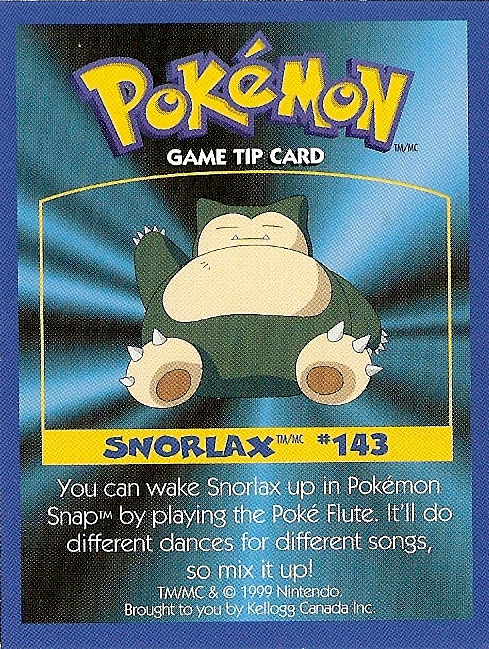 POKéMON
TM/MC
GAME TIP CARD
SNORLAX TM/MC #143
You can wake Snorlax up in Pokémon
Snap™ by playing the Poké Flute. It'll do
different dances for different songs,
so mix it up!
TM/MC & © 1999 Nintendo.
Brought to you by Kellogg Canada Inc.